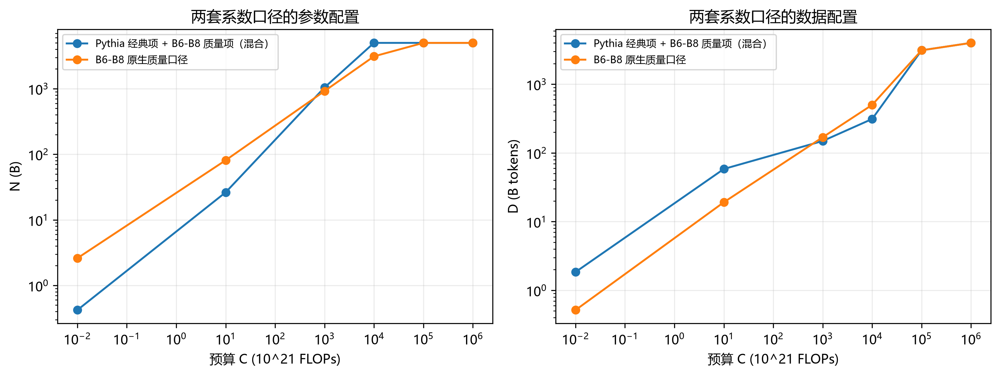 两套系数口径的参数配置
Pythia 经典项 + B6-B8 质量项（混合）
B6-B8 原生质量口径
N (B)
10^3
10^2
10^1
10^0
10^-2 10^-1 10^0 10^1 10^2 10^3 10^4 10^5 10^6
预算 C (10^21 FLOPs)
两套系数口径的数据配置
Pythia 经典项 + B6-B8 质量项（混合）
B6-B8 原生质量口径
D (B tokens)
10^3
10^2
10^1
10^0
10^-2 10^-1 10^0 10^1 10^2 10^3 10^4 10^5 10^6
预算 C (10^21 FLOPs)